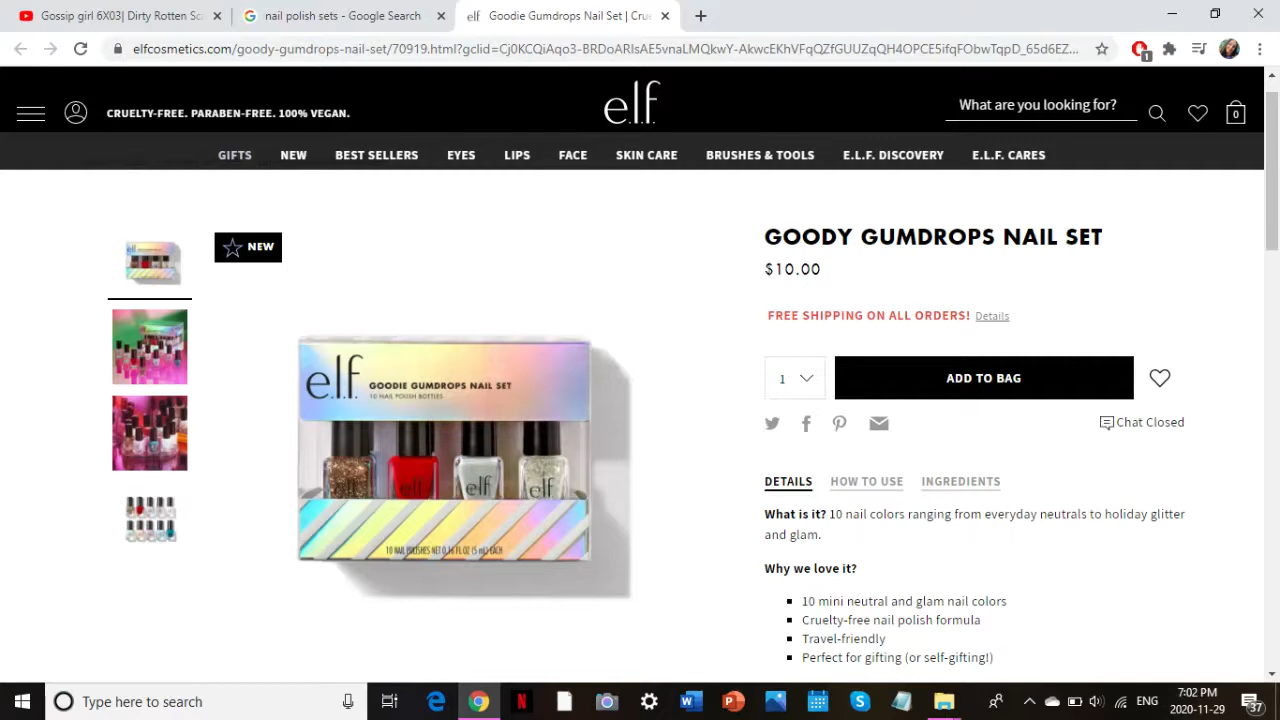 Gossip girl 6X03| Dirty Rotten Sc
nail polish sets - Google Search
elf Goodie Gumdrops Nail Set | Crue
elfcosmetics.com/goody-gumdrops-nail-set/70919.html?gclid=Cj0KCQiAqo3-BRDoARIsAE5vnaLMQkwY-AkwcEKhVFqQZfGUUZqQH4OPCE5ifqFObwTqpD_65d6EZ...
1
CRUELTY-FREE. PARABEN-FREE. 100% VEGAN.
e.l.f.
What are you looking for?
0
GIFTS NEW BEST SELLERS EYES LIPS FACE SKIN CARE BRUSHES & TOOLS E.L.F. DISCOVERY E.L.F. CARES
NEW
e.l.f. GOODIE GUMDROPS NAIL SET
10 NAIL POLISH BOTTLES
elf elf elf
10 NAIL POLISHES NET 0.16 FL OZ (5 mL) EACH
GOODY GUMDROPS NAIL SET
$10.00
FREE SHIPPING ON ALL ORDERS! Details
1 ADD TO BAG
Chat Closed
DETAILS HOW TO USE INGREDIENTS
What is it? 10 nail colors ranging from everyday neutrals to holiday glitter
and glam.
Why we love it?
10 mini neutral and glam nail colors
Cruelty-free nail polish formula
Travel-friendly
Perfect for gifting (or self-gifting!)
Type here to search
ENG
7:02 PM
2020-11-29
37